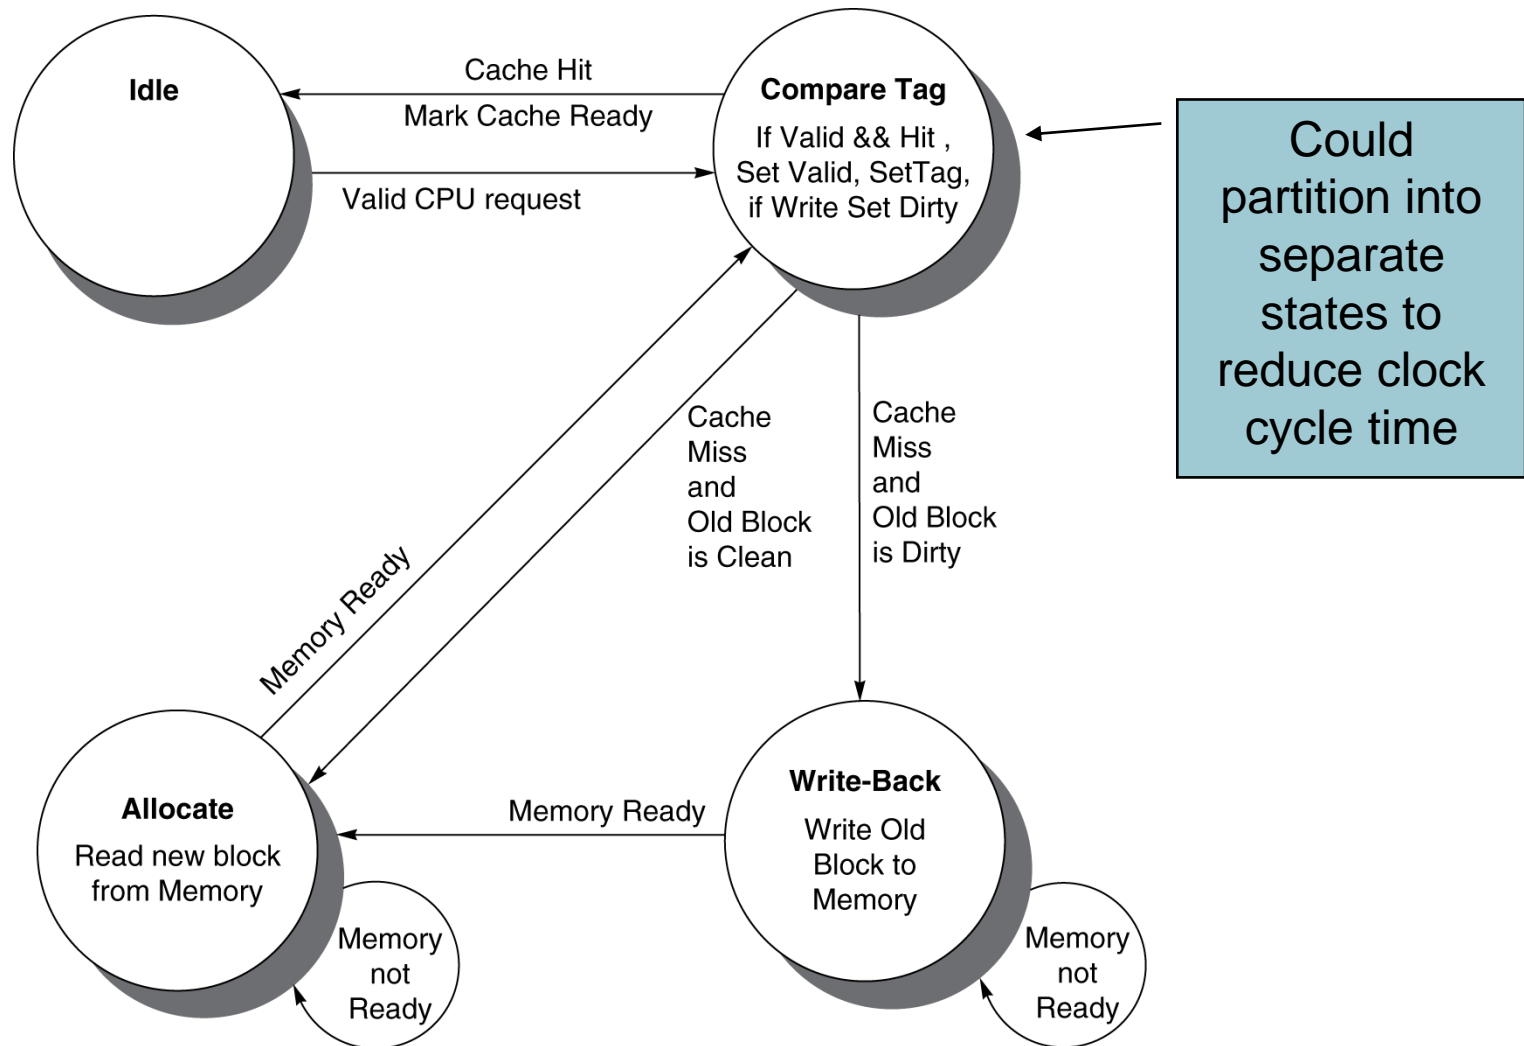 Idle
Cache Hit
Mark Cache Ready
Valid CPU request
Compare Tag
If Valid && Hit ,
Set Valid, SetTag,
if Write Set Dirty
Could
partition into
separate
states to
reduce clock
cycle time
Cache
Miss
and
Old Block
is Clean
Cache
Miss
and
Old Block
is Dirty
Memory Ready
Allocate
Read new block
from Memory
Memory Ready
Write-Back
Write Old
Block to
Memory
Memory
not
Ready
Memory
not
Ready